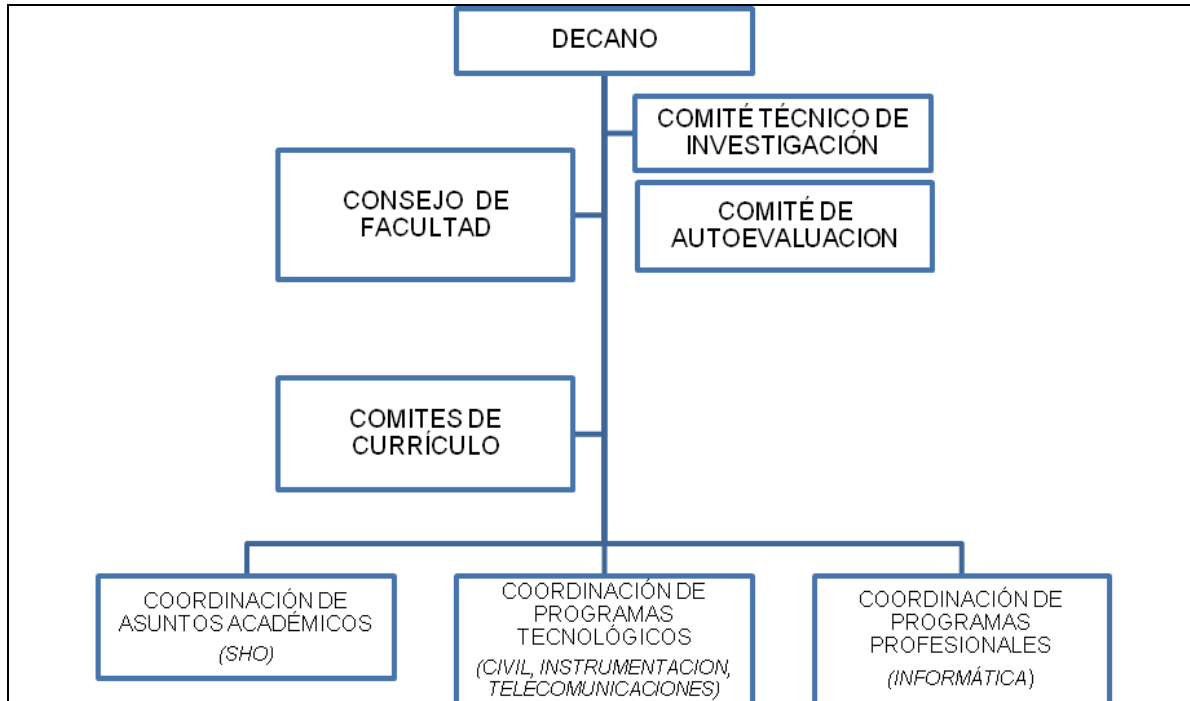 DECANO
COMITÉ TÉCNICO DE
INVESTIGACIÓN
CONSEJO DE
FACULTAD
COMITÉ DE
AUTOEVALUACION
COMITES DE
CURRÍCULO
COORDINACIÓN DE
ASUNTOS ACADÉMICOS
(SHO)
COORDINACIÓN DE
PROGRAMAS
TECNOLÓGICOS
(CIVIL, INSTRUMENTACION,
TELECOMUNICACIONES)
COORDINACIÓN DE
PROGRAMAS
PROFESIONALES
(INFORMÁTICA)